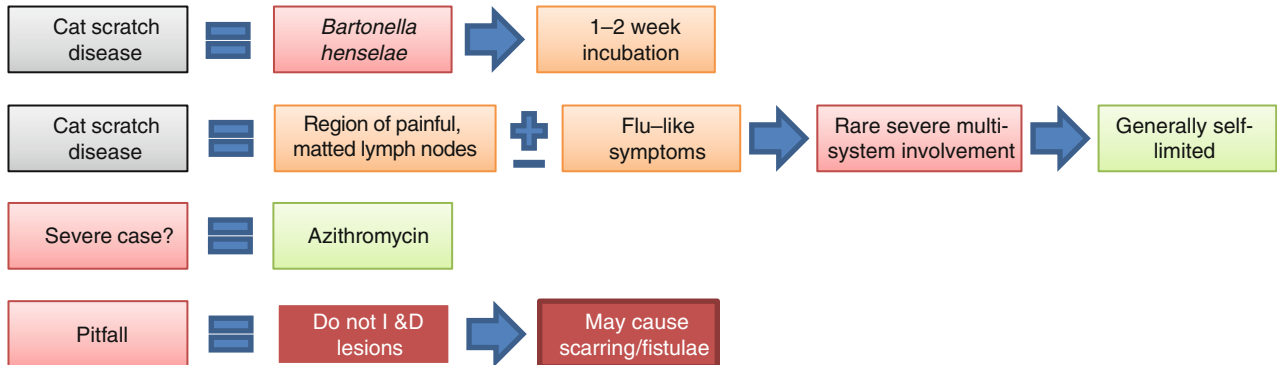 Cat scratch
disease
Bartonella
henselae
1–2 week
incubation
Cat scratch
disease
Region of painful,
matted lymph nodes
Flu–like
symptoms
Rare severe multi-
system involvement
Generally self-
limited
Severe case?
Azithromycin
Pitfall
Do not I &D
lesions
May cause
scarring/fistulae